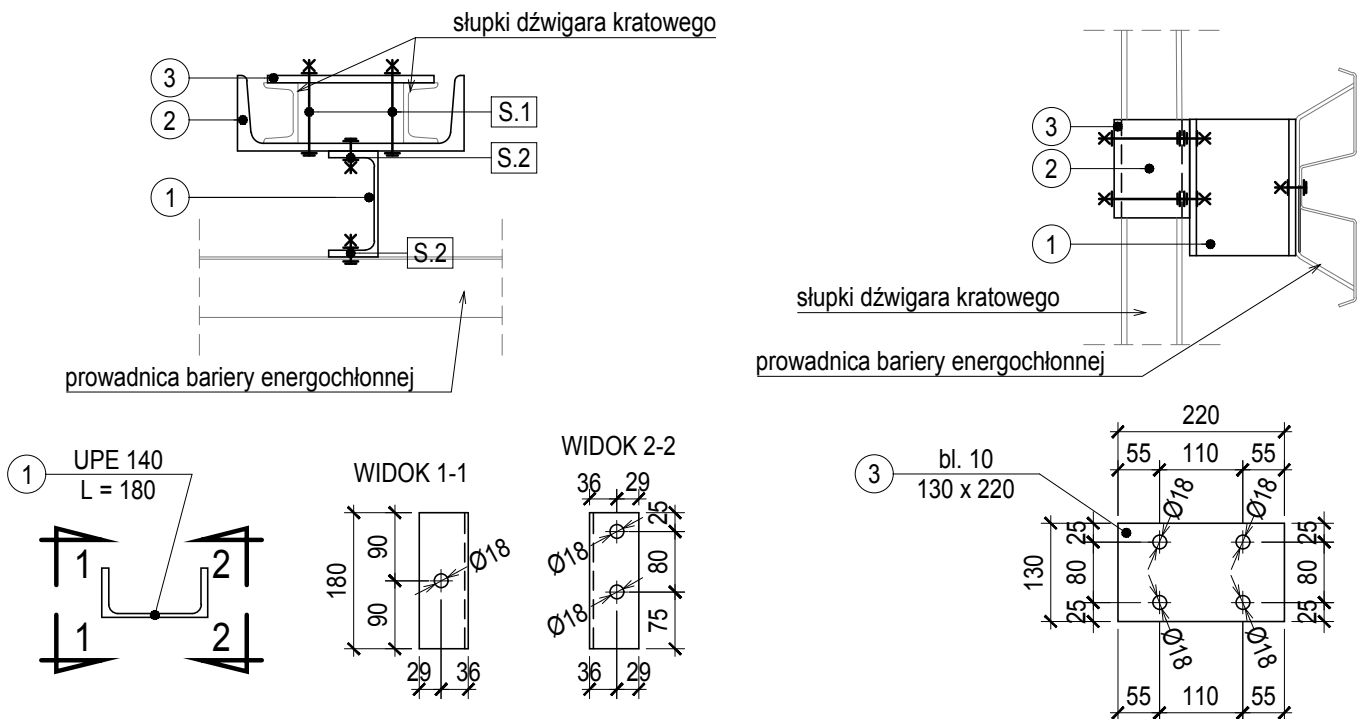 słupki dźwigara kratowego
3
2
S.1
S.2
1
S.2
prowadnica bariery energochłonnej
3
2
1
słupki dźwigara kratowego
prowadnica bariery energochłonnej
1
UPE 140
L = 180
1
2
1
2
WIDOK 1-1
180
90
90
Ø18
29
36
WIDOK 2-2
36
29
25
Ø18
80
Ø18
75
3
bl. 10
130 x 220
220
55
110
55
Ø18
Ø18
130
25
80
25
25
80
25
Ø18
Ø18
55
110
55